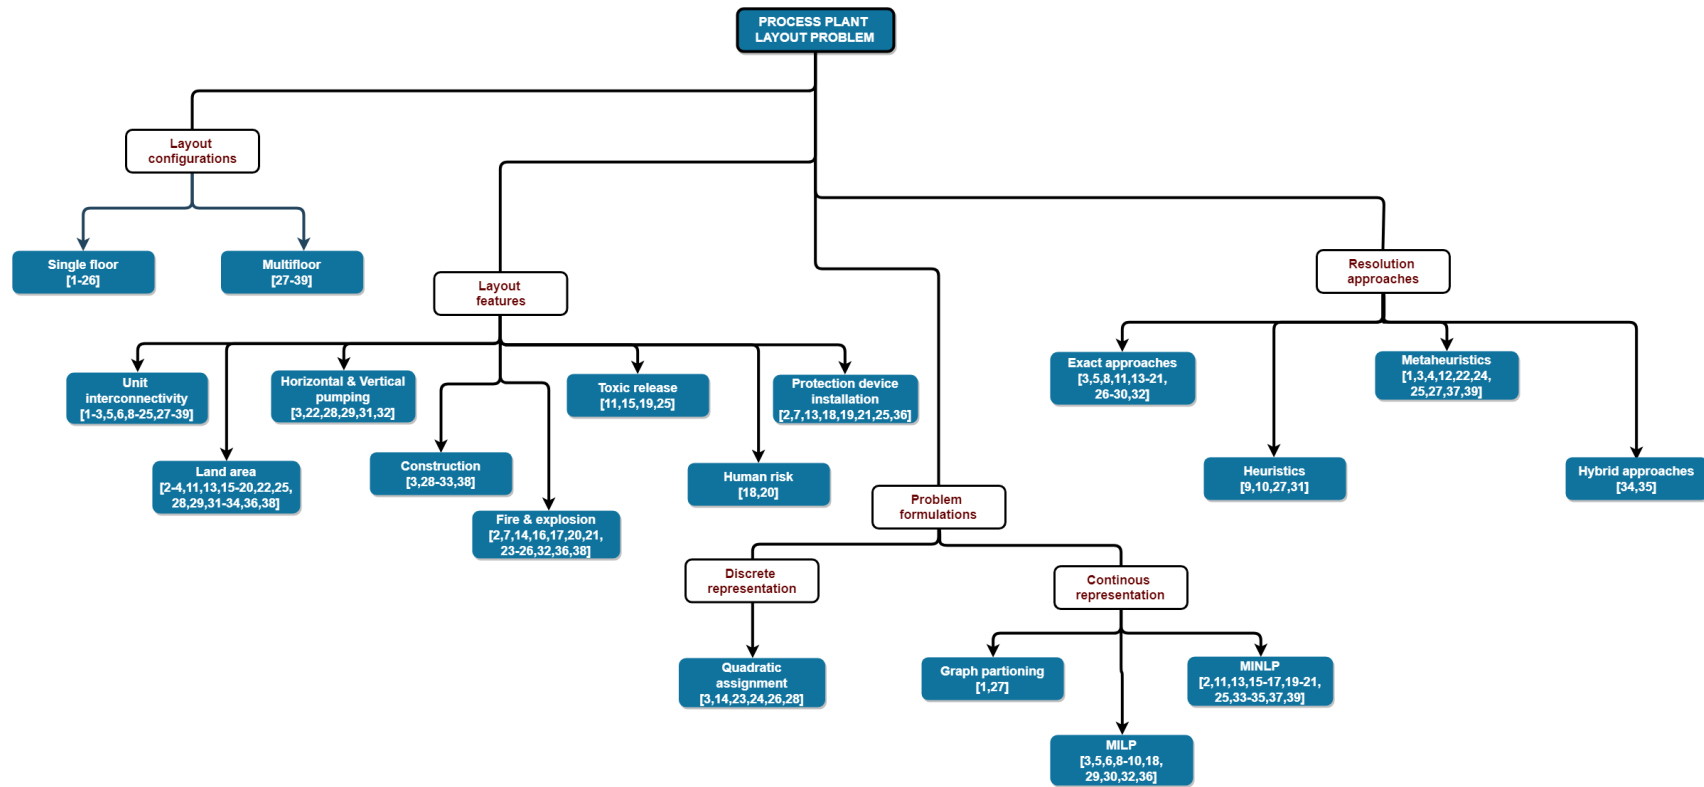 PROCESS PLANT
LAYOUT PROBLEM
Layout
configurations
Single floor
[1-26]
Multifloor
[27-39]
Layout
features
Unit
interconnectivity
[1-3,5,6,8-25,27-39]
Land area
[2-4,11,13,15-20,22,25,
28,29,31-34,36,38]
Horizontal & Vertical
pumping
[3,22,28,29,31,32]
Construction
[3,28-33,38]
Fire & explosion
[2,7,14,16,17,20,21,
23-26,32,36,38]
Toxic release
[11,15,19,25]
Human risk
[18,20]
Protection device
installation
[2,7,13,18,19,21,25,36]
Problem
formulations
Discrete
representation
Quadratic
assignment
[3,14,23,24,26,28]
Continous
representation
Graph partioning
[1,27]
MILP
[3,5,6,8-10,18,
29,30,32,36]
MINLP
[2,11,13,15-17,19-21,
25,33-35,37,39]
Resolution
approaches
Exact approaches
[3,5,8,11,13-21,
26-30,32]
Heuristics
[9,10,27,31]
Metaheuristics
[1,3,4,12,22,24,
25,27,37,39]
Hybrid approaches
[34,35]